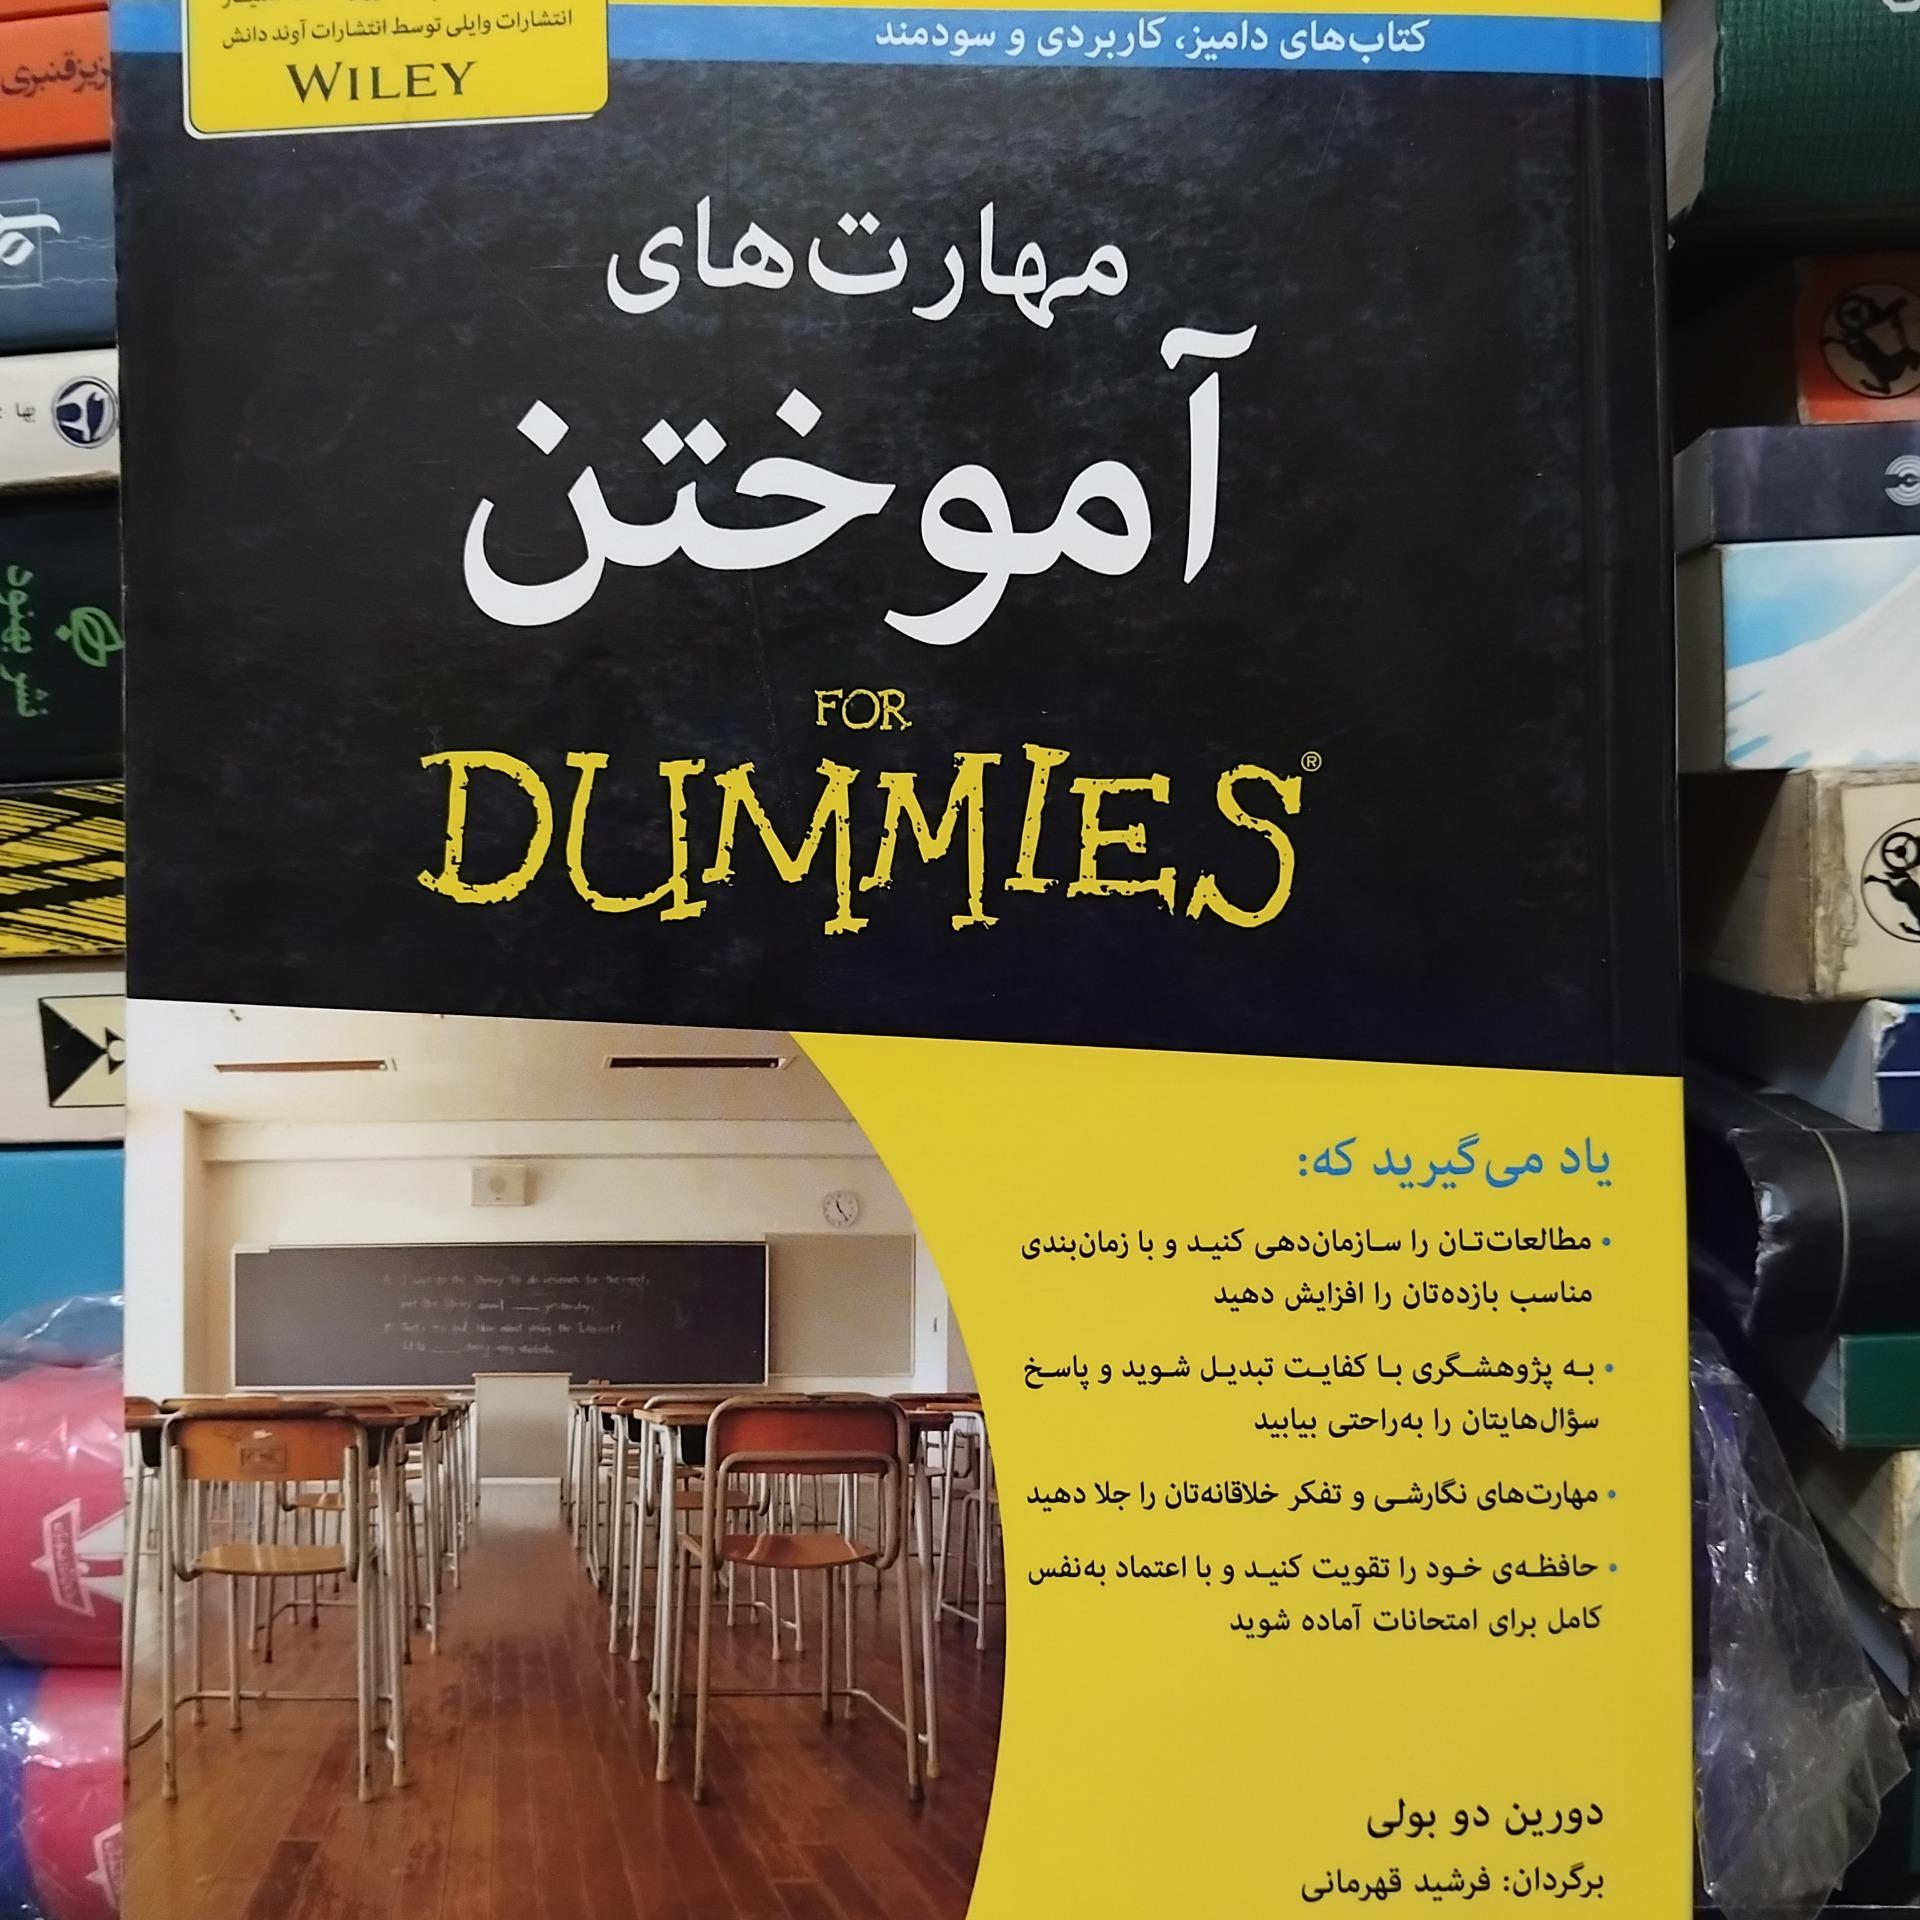 انتشارات وایلی توسط انتشارات آوند دانش
WILEY
کتاب‌های دامیز، کاربردی و سودمند
مهارت‌های
آموختن
FOR
DUMMIES®
یاد می‌گیرید که:
• مطالعات‌تان را سازمان‌دهی کنید و با زمان‌بندی
مناسب بازده‌تان را افزایش دهید
• به پژوهشگری با کفایت تبدیل شوید و پاسخ
سؤال‌هایتان را به‌راحتی بیابید
• مهارت‌های نگارشی و تفکر خلاقانه‌تان را جلا دهید
• حافظه‌ی خود را تقویت کنید و با اعتماد به‌نفس
کامل برای امتحانات آماده شوید
دورین دو بولی
برگردان: فرشید قهرمانی
قنبری
بها :
نشر بهنود